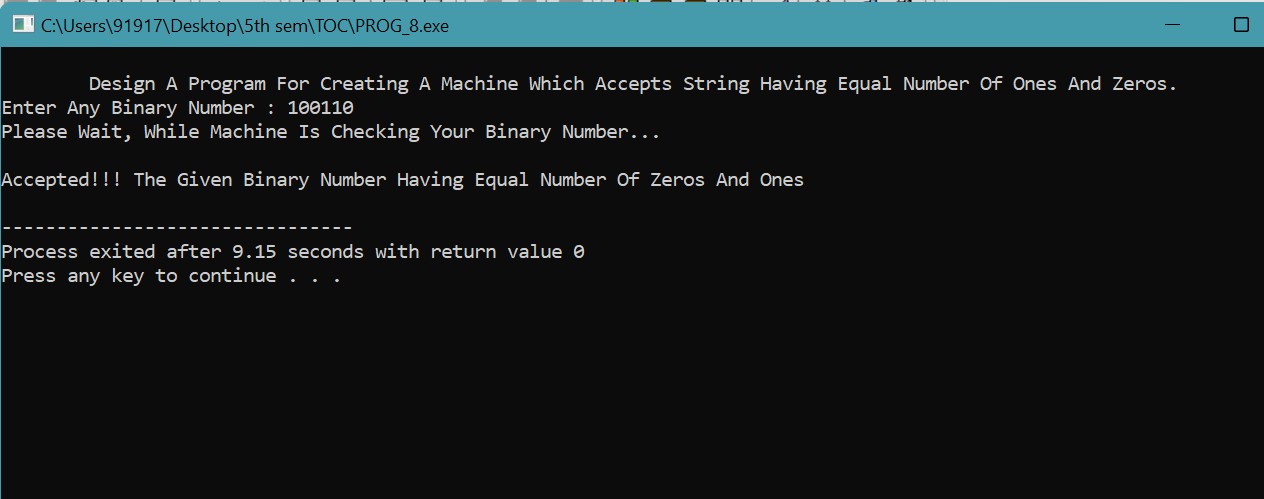 C:\Users\91917\Desktop\5th sem\TOC\PROG_8.exe
Design A Program For Creating A Machine Which Accepts String Having Equal Number Of Ones And Zeros.
Enter Any Binary Number : 100110
Please Wait, While Machine Is Checking Your Binary Number...
Accepted!!! The Given Binary Number Having Equal Number Of Zeros And Ones
--------------------------------
Process exited after 9.15 seconds with return value 0
Press any key to continue . . .